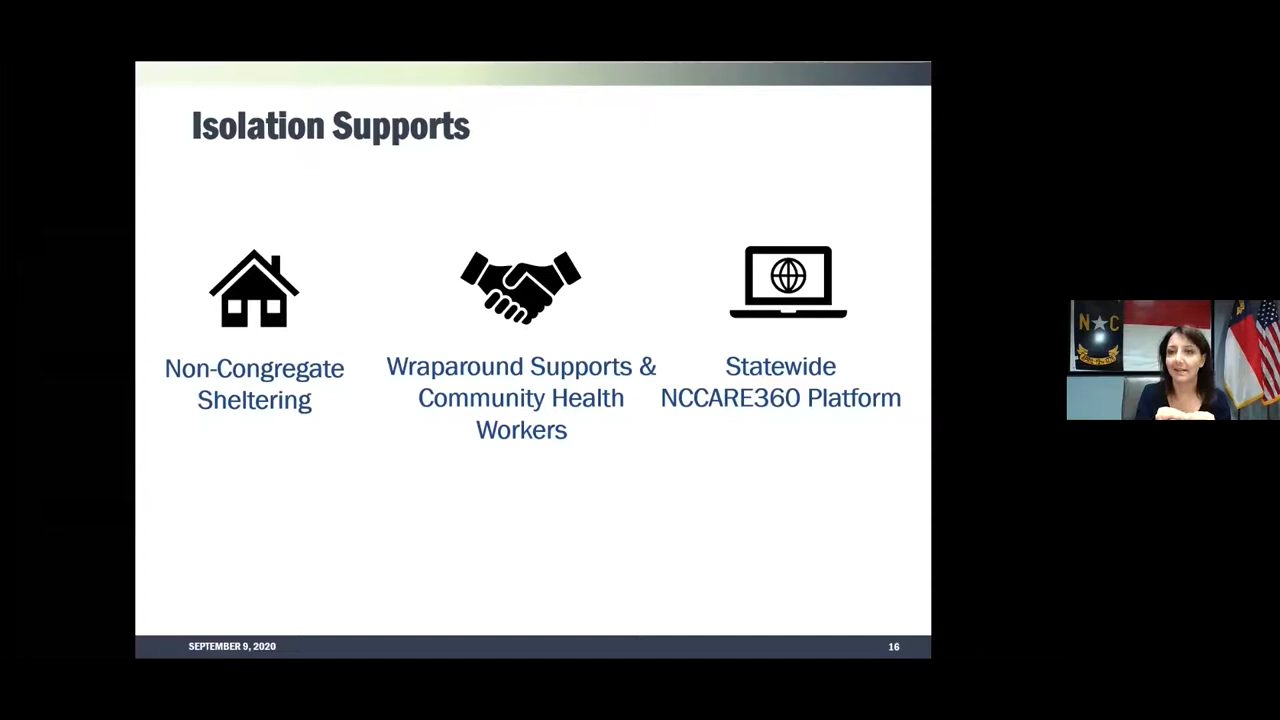 Isolation Supports
Non-Congregate
Sheltering
Wraparound Supports &
Community Health
Workers
Statewide
NCCARE360 Platform
SEPTEMBER 9, 2020
16
N C